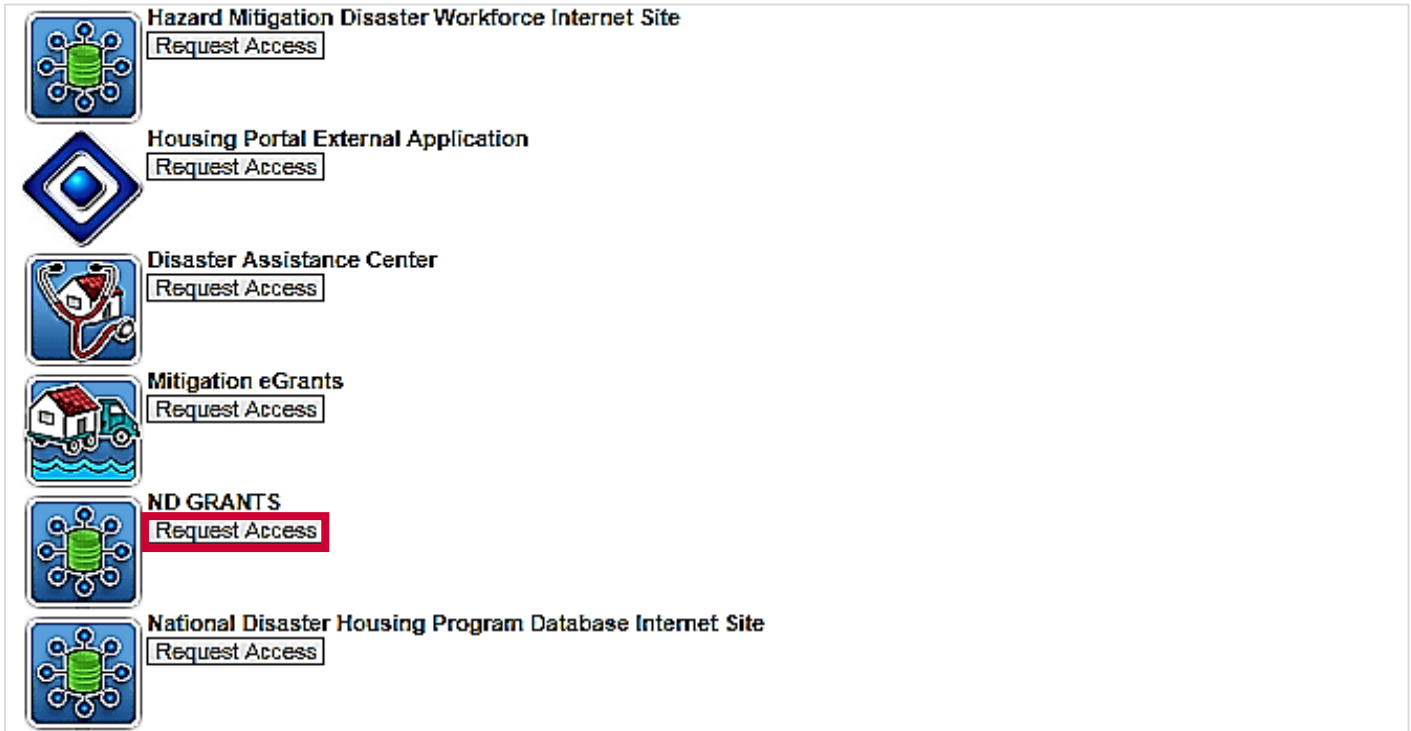 Hazard Mitigation Disaster Workforce Internet Site
Request Access
Housing Portal External Application
Request Access
Disaster Assistance Center
Request Access
Mitigation eGrants
Request Access
ND GRANTS
Request Access
National Disaster Housing Program Database Internet Site
Request Access